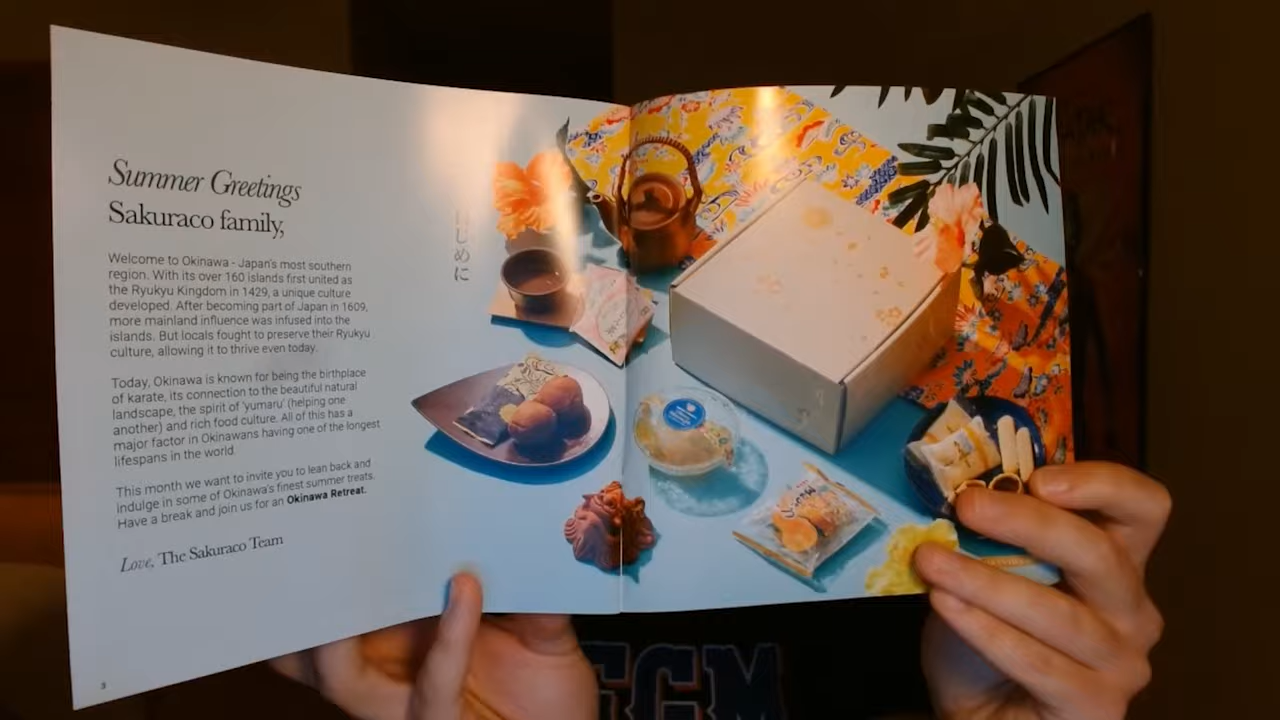 Summer Greetings
Sakuraco family,
Welcome to Okinawa - Japan's most southern
region. With its over 160 islands first united as
the Ryukyu Kingdom in 1429, a unique culture
developed. After becoming part of Japan in 1609,
more mainland influence was infused into the
islands. But locals fought to preserve their Ryukyu
culture, allowing it to thrive even today.
Today, Okinawa is known for being the birthplace
of karate, its connection to the beautiful natural
landscape, the spirit of 'yumaru' (helping one
another) and rich food culture. All of this has a
major factor in Okinawans having one of the longest
lifespans in the world.
This month we want to invite you to lean back and
indulge in some of Okinawa's finest summer treats.
Have a break and join us for an Okinawa Retreat.
Love, The Sakuraco Team
3
じめに